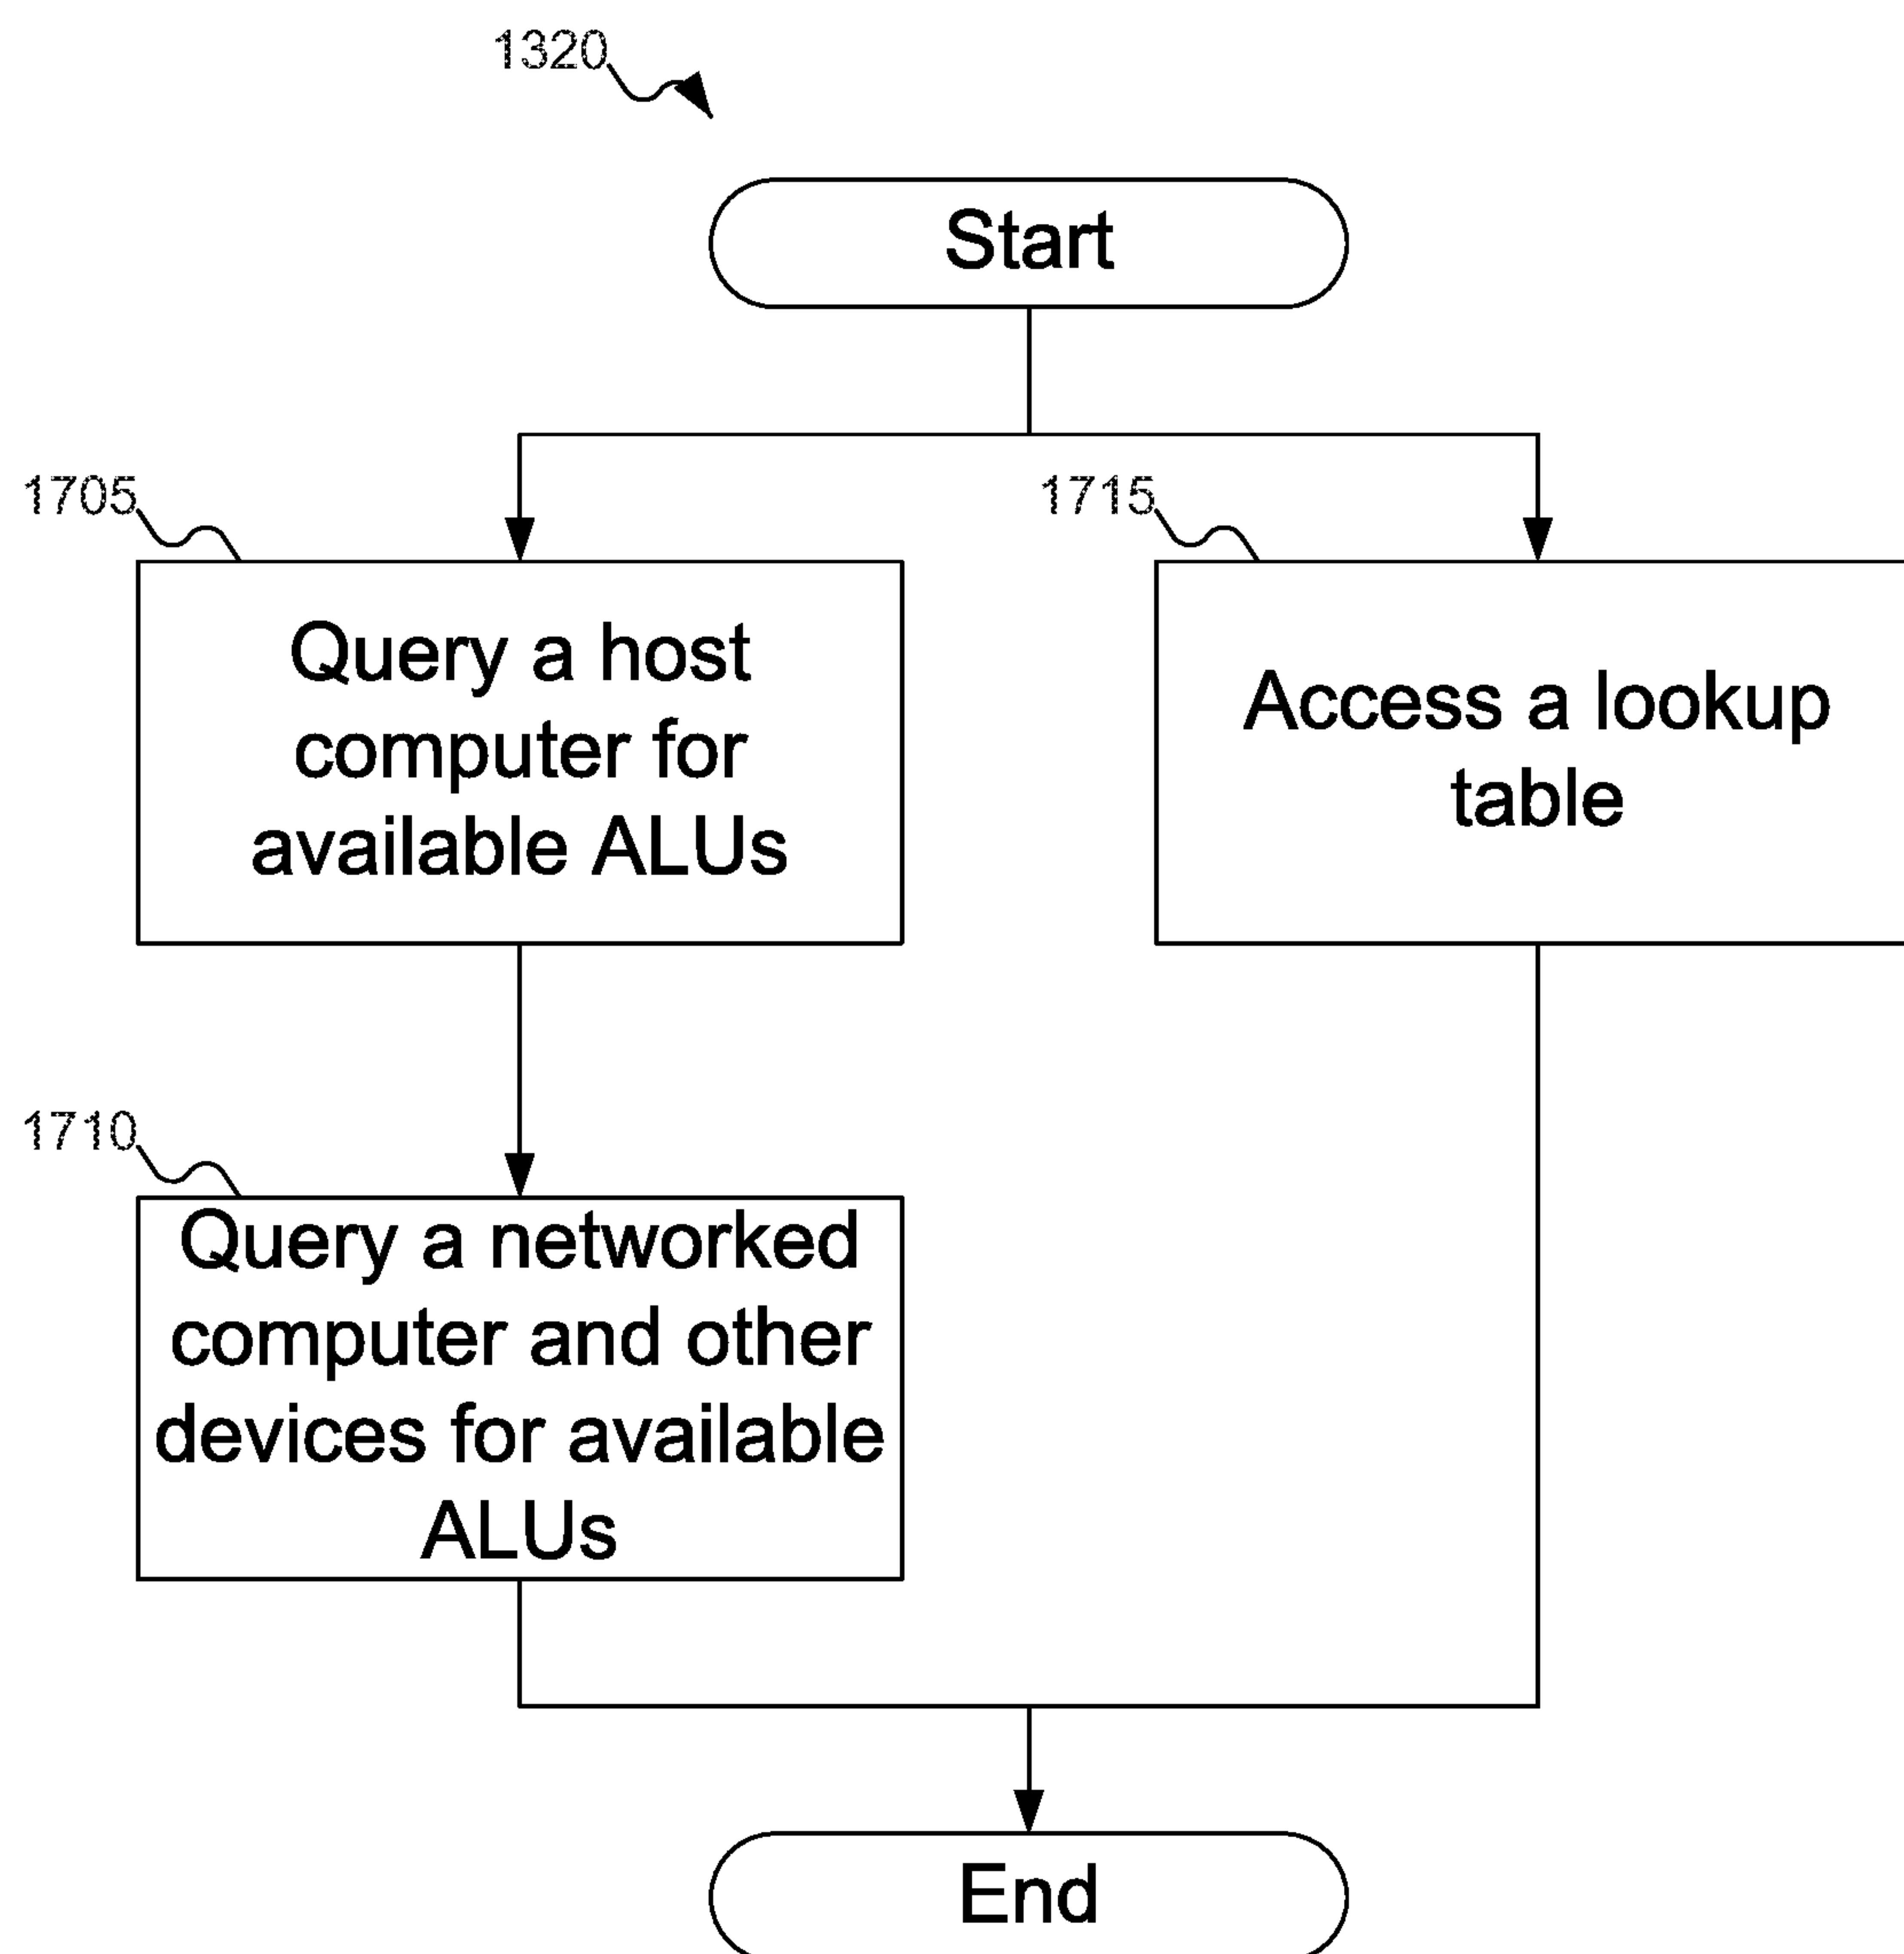 1320
Start
1705
1715
Query a host
computer for
available ALUs
Access a lookup
table
1710
Query a networked
computer and other
devices for available
ALUs
End